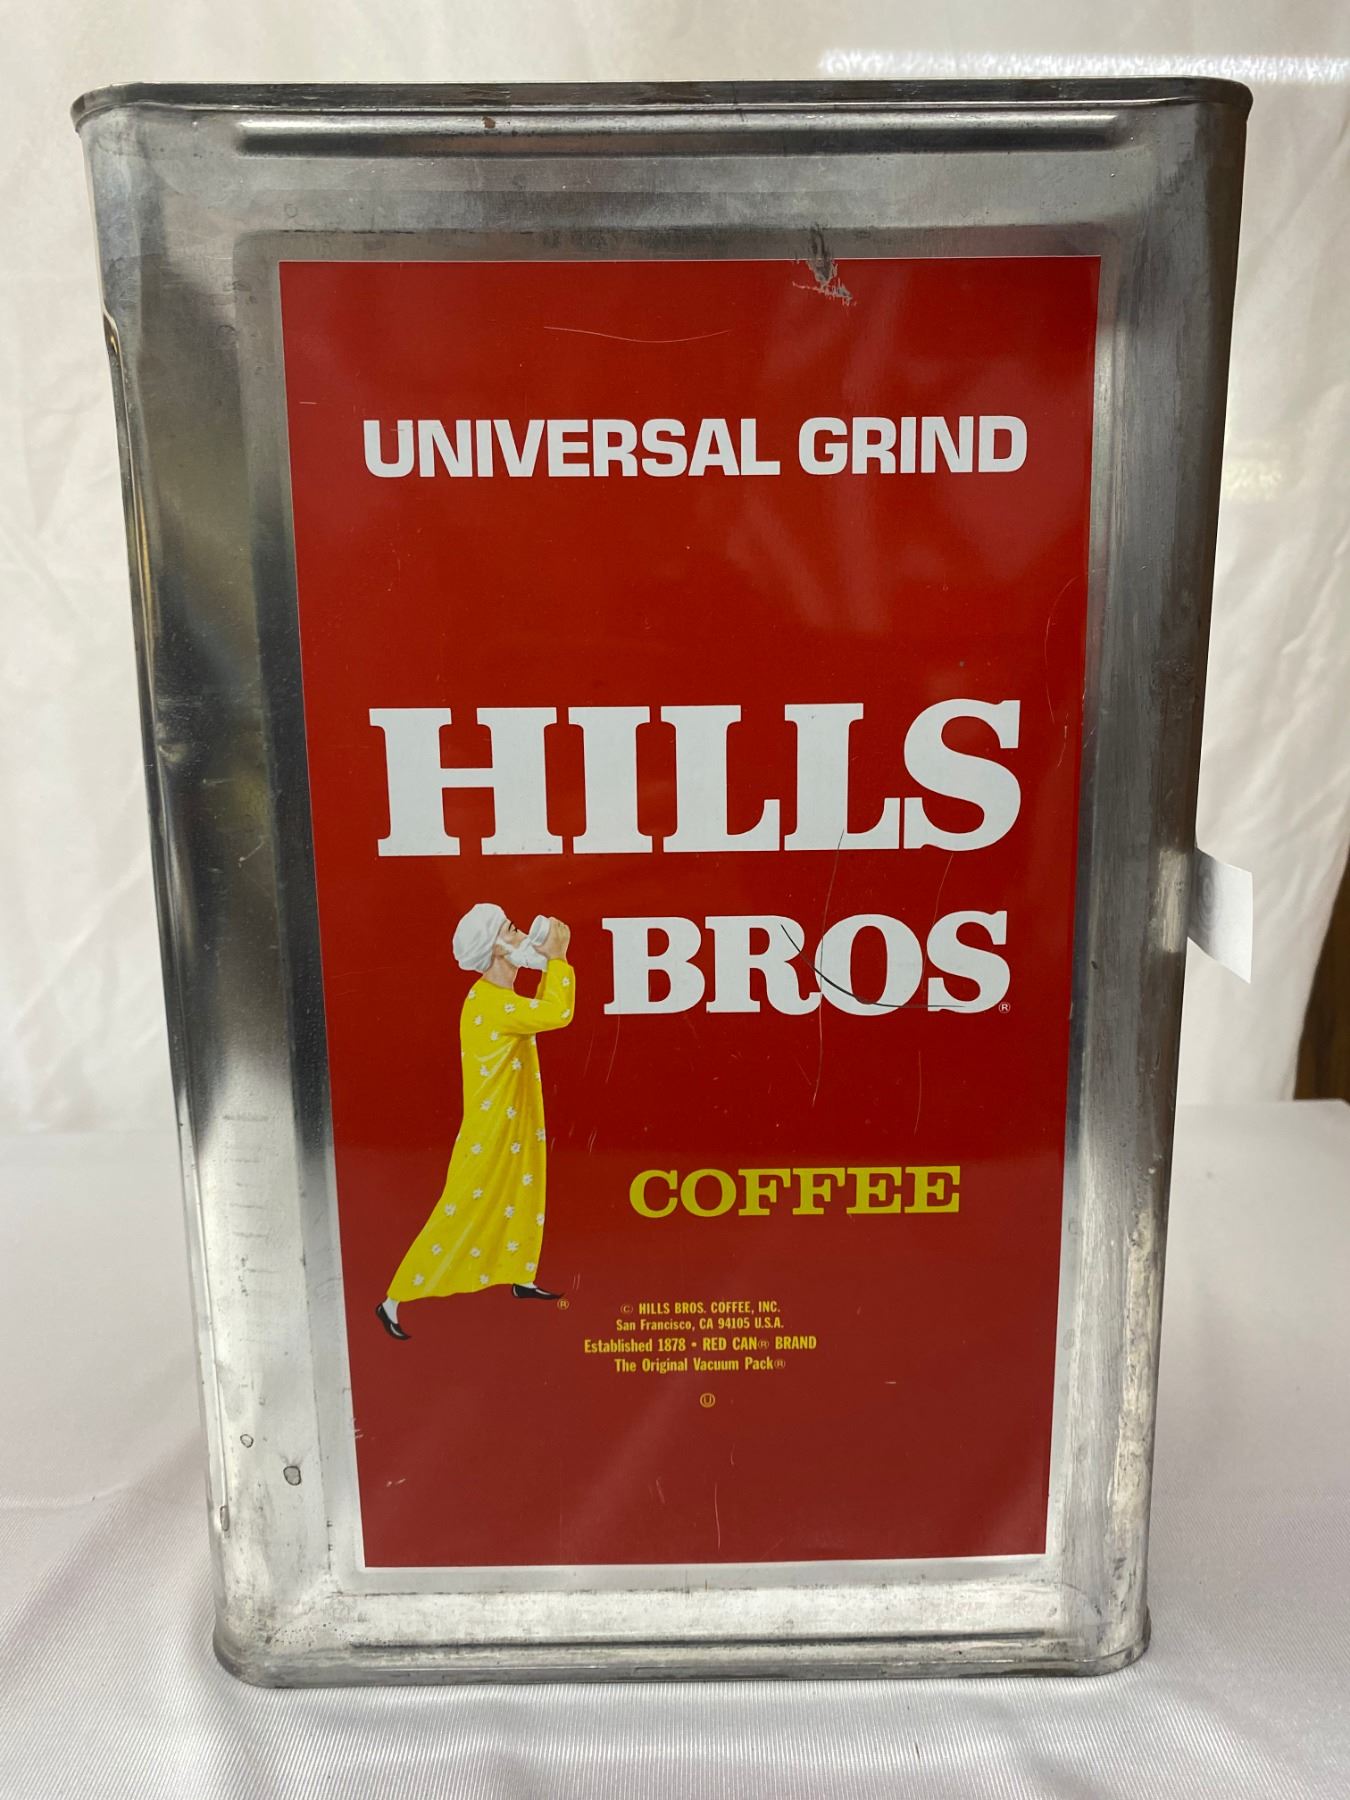 UNIVERSAL GRIND
HILLS
BROS®
COFFEE
®
© HILLS BROS. COFFEE, INC.
San Francisco, CA 94105 U.S.A.
Established 1878 • RED CAN® BRAND
The Original Vacuum Pack®
Ⓤ